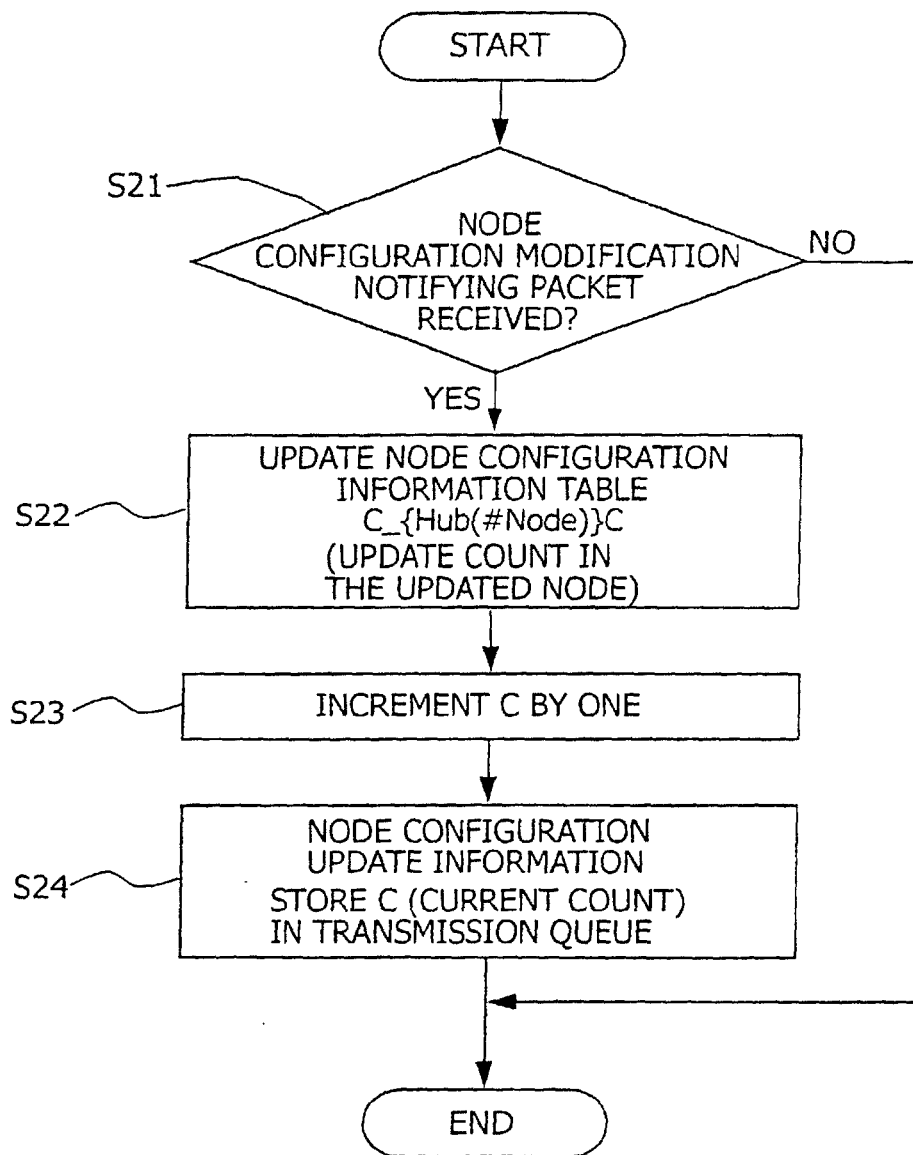 START
S21
NODE
CONFIGURATION MODIFICATION
NOTIFYING PACKET
RECEIVED?
NO
YES
S22
UPDATE NODE CONFIGURATION
INFORMATION TABLE
C_{Hub(#Node)}C
(UPDATE COUNT IN
THE UPDATED NODE)
S23
INCREMENT C BY ONE
S24
NODE CONFIGURATION
UPDATE INFORMATION
STORE C (CURRENT COUNT)
IN TRANSMISSION QUEUE
END